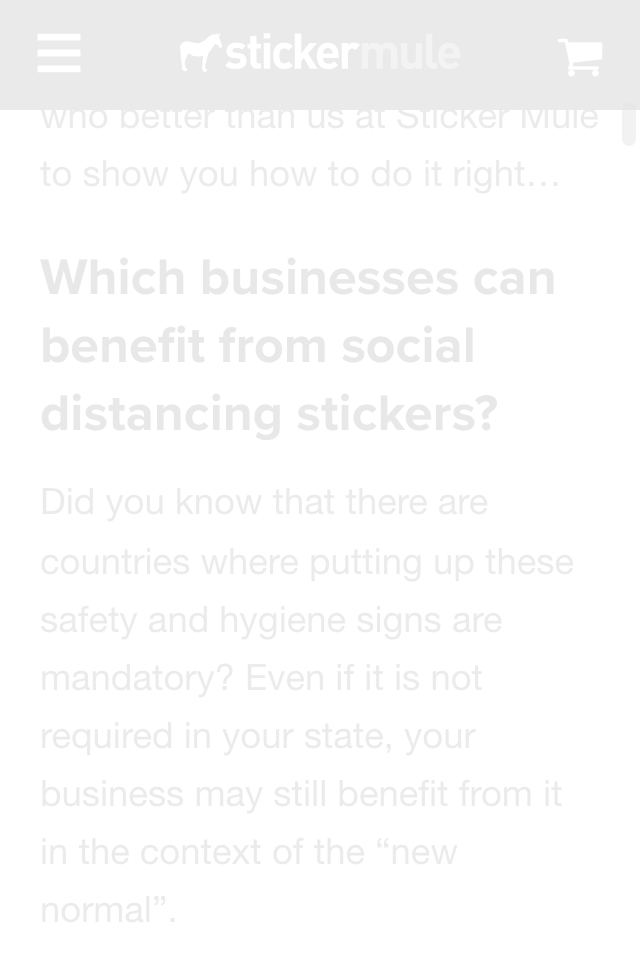 stickermule
who better than us at Sticker Mule
to show you how to do it right…
Which businesses can
benefit from social
distancing stickers?
Did you know that there are
countries where putting up these
safety and hygiene signs are
mandatory? Even if it is not
required in your state, your
business may still benefit from it
in the context of the “new
normal”.